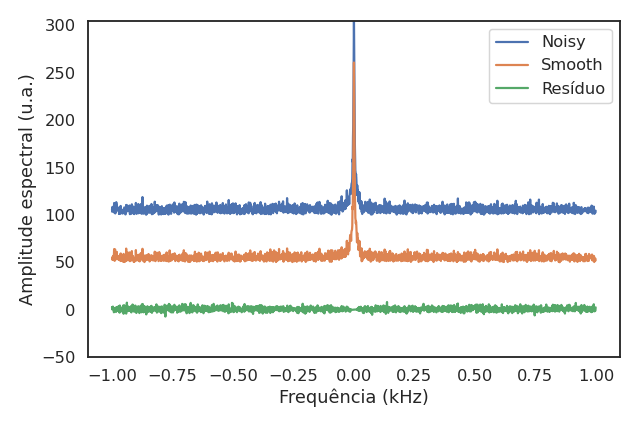 300
250
200
150
100
50
0
−50
Amplitude espectral (u.a.)
Noisy
Smooth
Resíduo
−1.00 −0.75 −0.50 −0.25 0.00 0.25 0.50 0.75 1.00
Frequência (kHz)